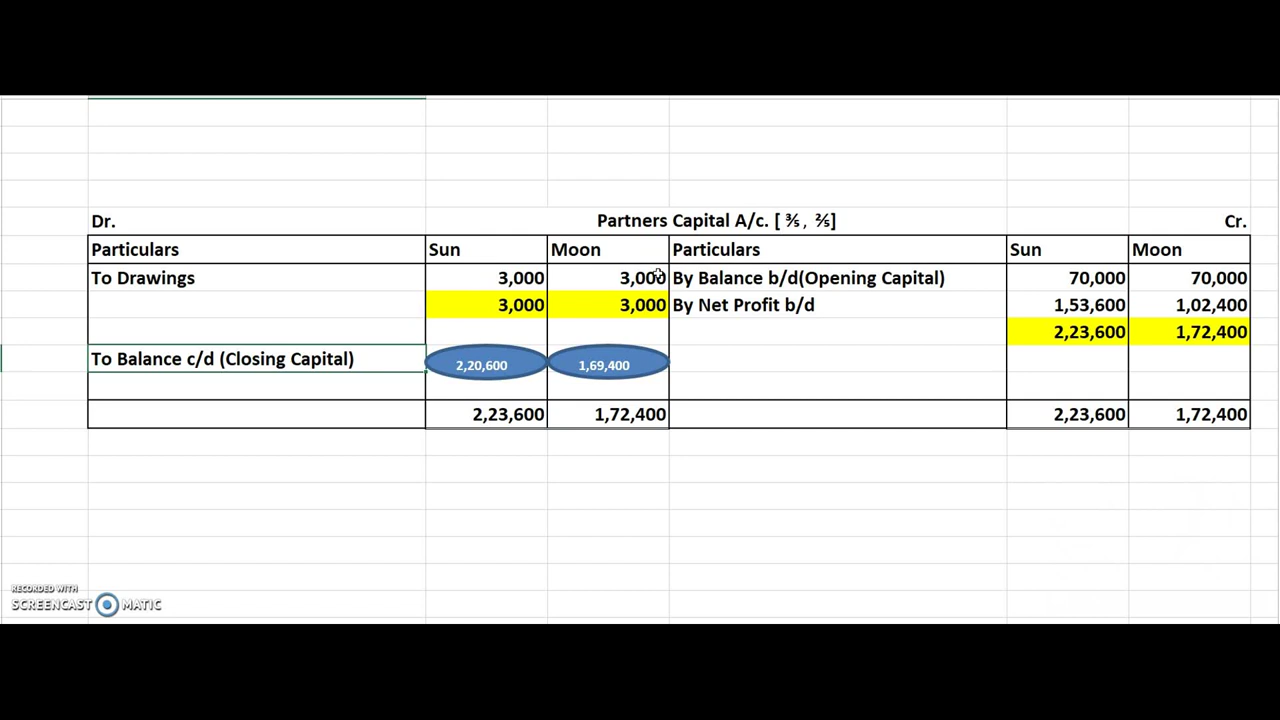 Dr. Partners Capital A/c. [ ⅗ , ⅖] Cr.
Particulars Sun Moon Particulars Sun Moon
To Drawings 3,000 3,000 By Balance b/d(Opening Capital) 70,000 70,000
3,000 3,000 By Net Profit b/d 1,53,600 1,02,400
2,23,600 1,72,400
To Balance c/d (Closing Capital) 2,20,600 1,69,400
2,23,600 1,72,400 2,23,600 1,72,400
RECORDED WITH
SCREENCAST MATIC